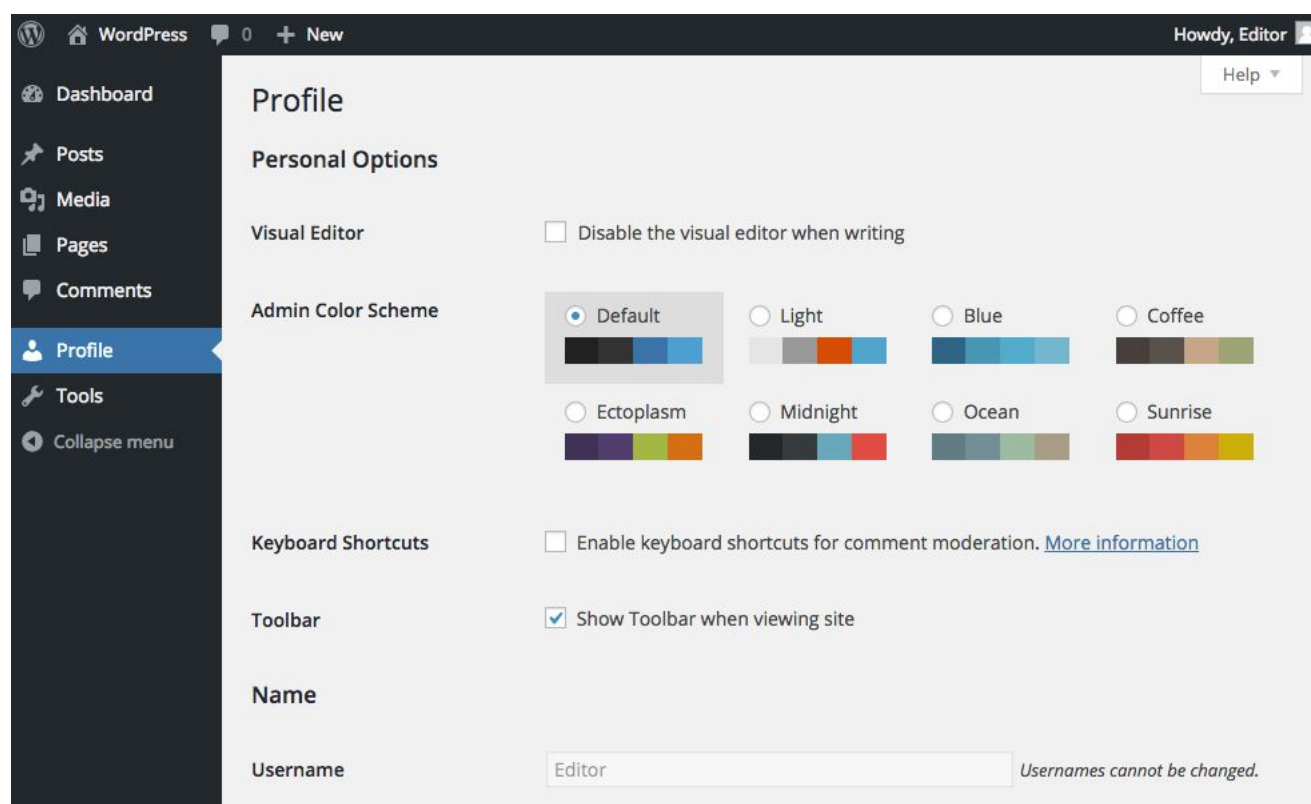 WordPress 0 + New Howdy, Editor
Help
Dashboard
Posts
Media
Pages
Comments
Profile
Tools
Collapse menu
Profile
Personal Options
Visual Editor Disable the visual editor when writing
Admin Color Scheme
Default Light Blue Coffee
Ectoplasm Midnight Ocean Sunrise
Keyboard Shortcuts Enable keyboard shortcuts for comment moderation. More information
Toolbar Show Toolbar when viewing site
Name
Username Editor Usernames cannot be changed.